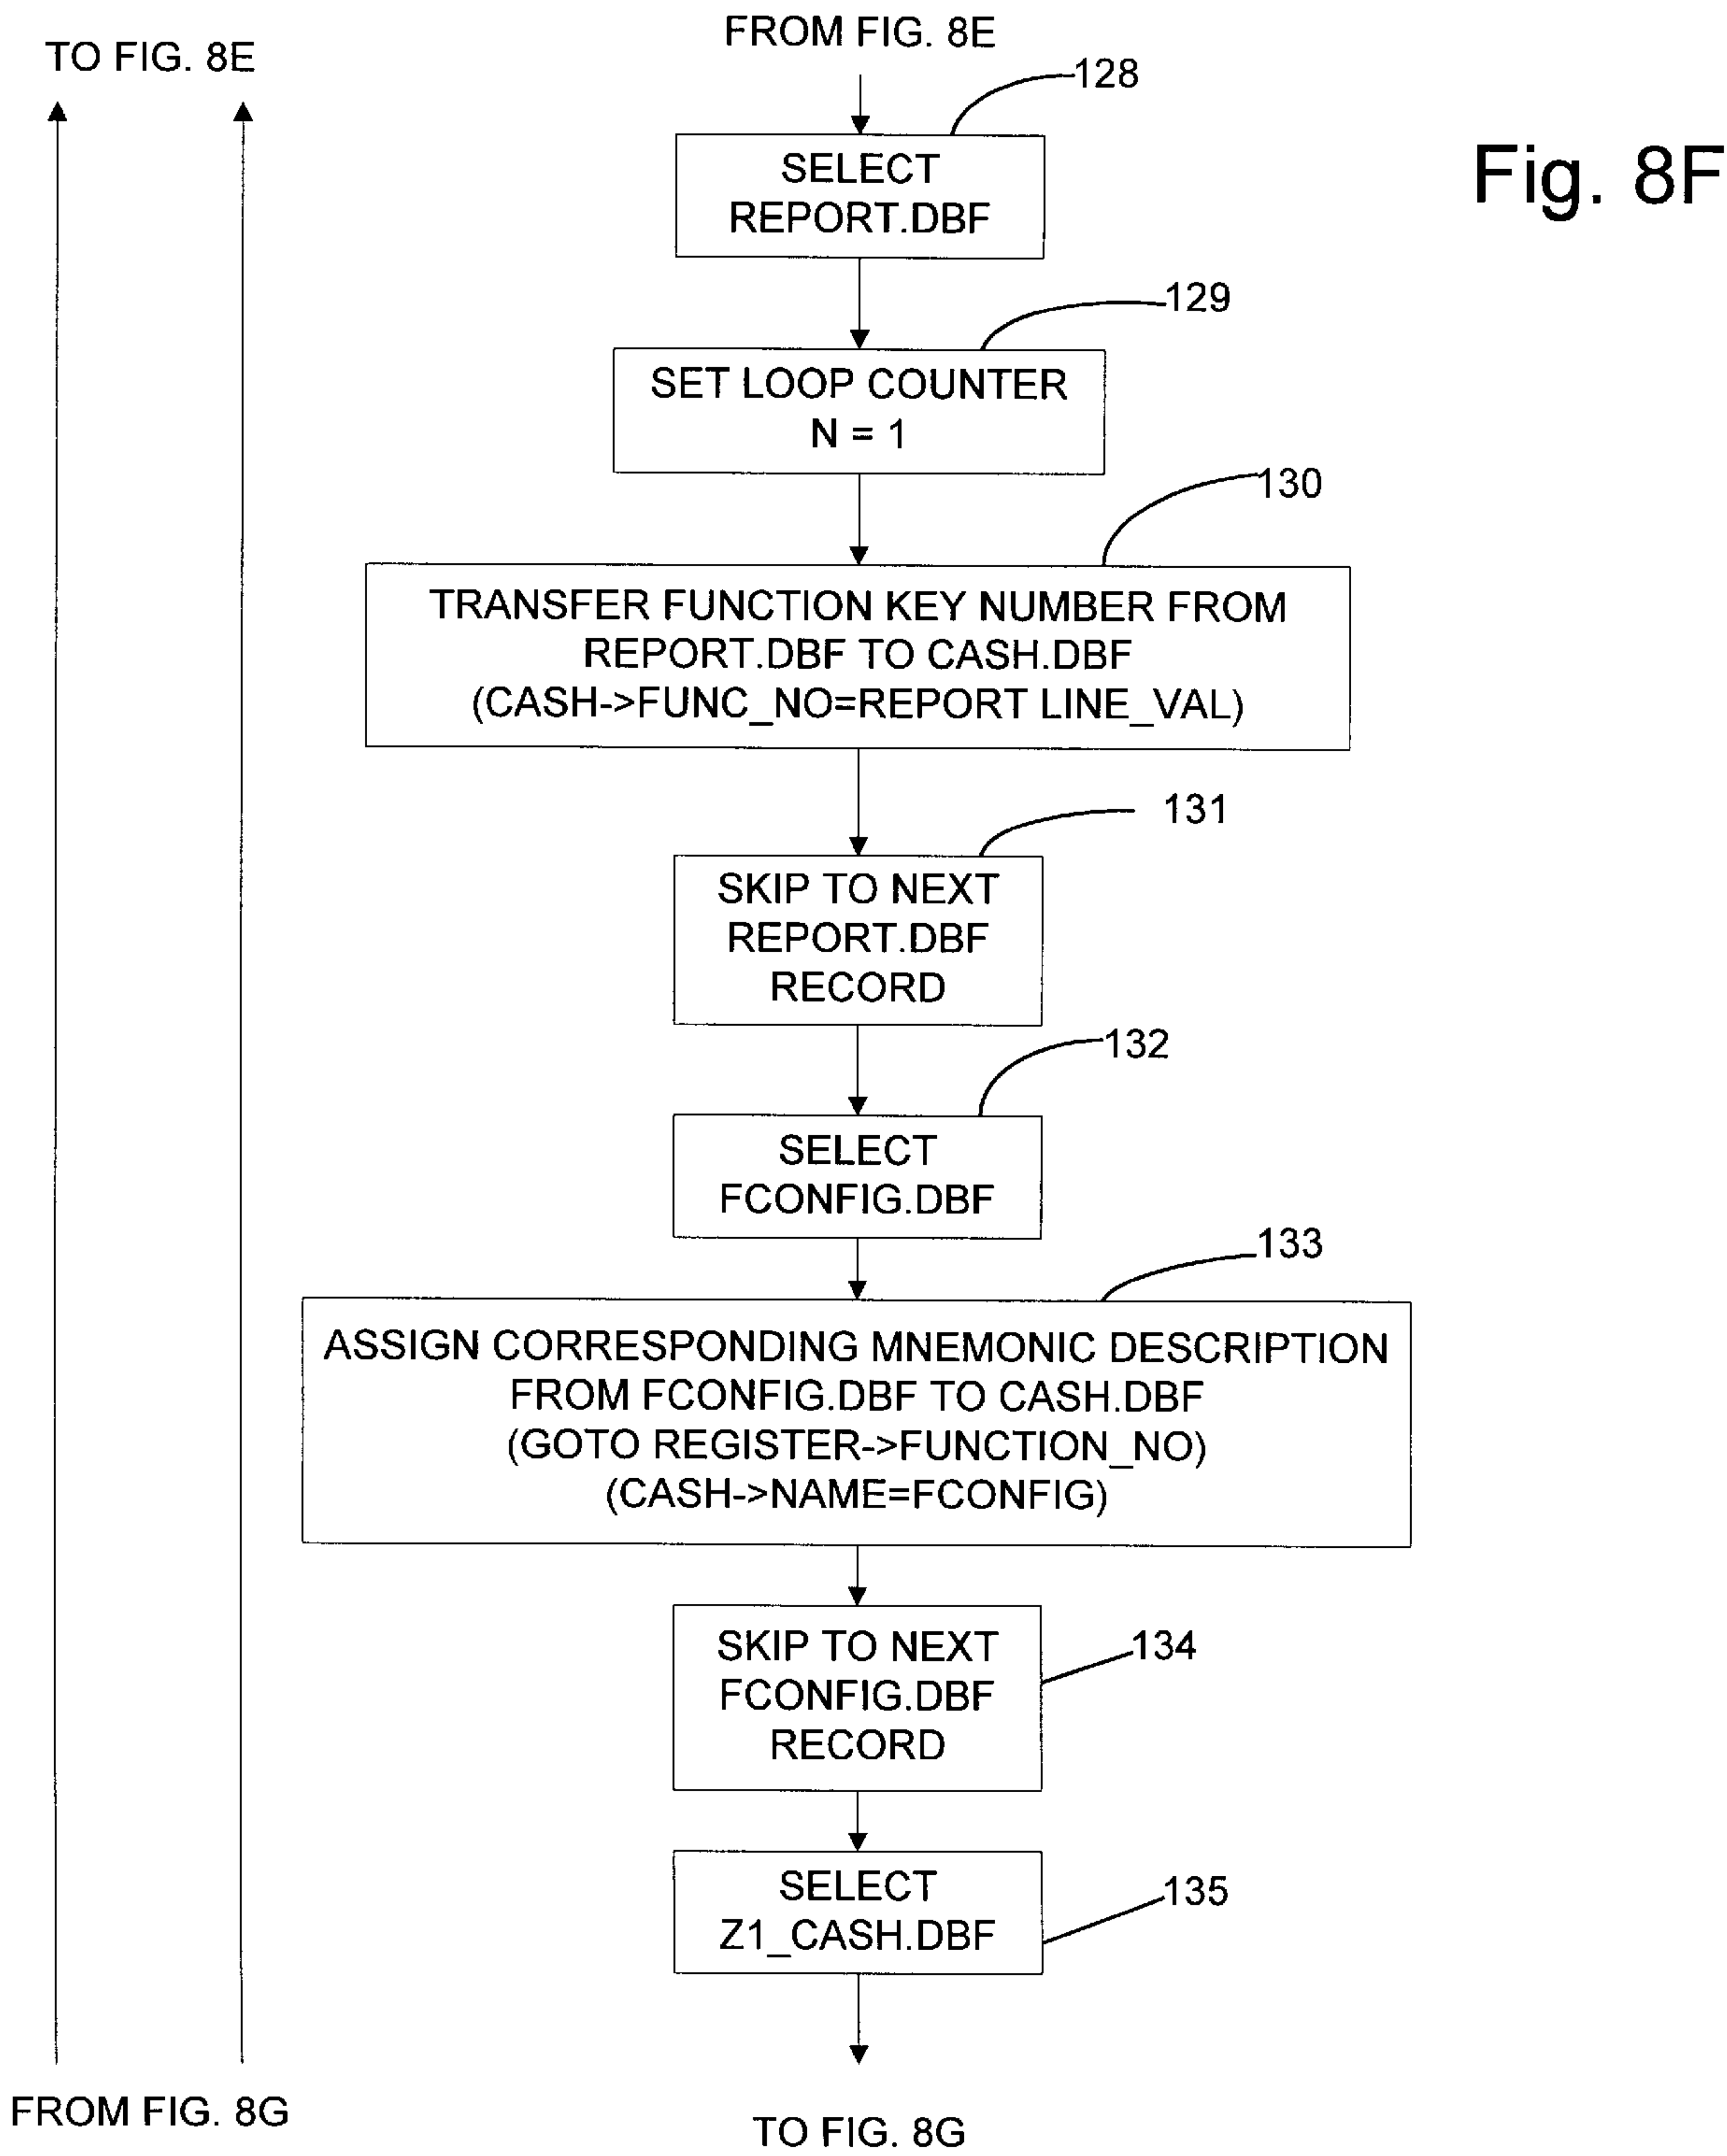 FROM FIG. 8E
TO FIG. 8E
128
Fig. 8F
SELECT
REPORT.DBF
129
SET LOOP COUNTER
N = 1
130
TRANSFER FUNCTION KEY NUMBER FROM
REPORT.DBF TO CASH.DBF
(CASH->FUNC_NO=REPORT LINE_VAL)
131
SKIP TO NEXT
REPORT.DBF
RECORD
132
SELECT
FCONFIG.DBF
133
ASSIGN CORRESPONDING MNEMONIC DESCRIPTION
FROM FCONFIG.DBF TO CASH.DBF
(GOTO REGISTER->FUNCTION_NO)
(CASH->NAME=FCONFIG)
134
SKIP TO NEXT
FCONFIG.DBF
RECORD
135
SELECT
Z1_CASH.DBF
FROM FIG. 8G
TO FIG. 8G